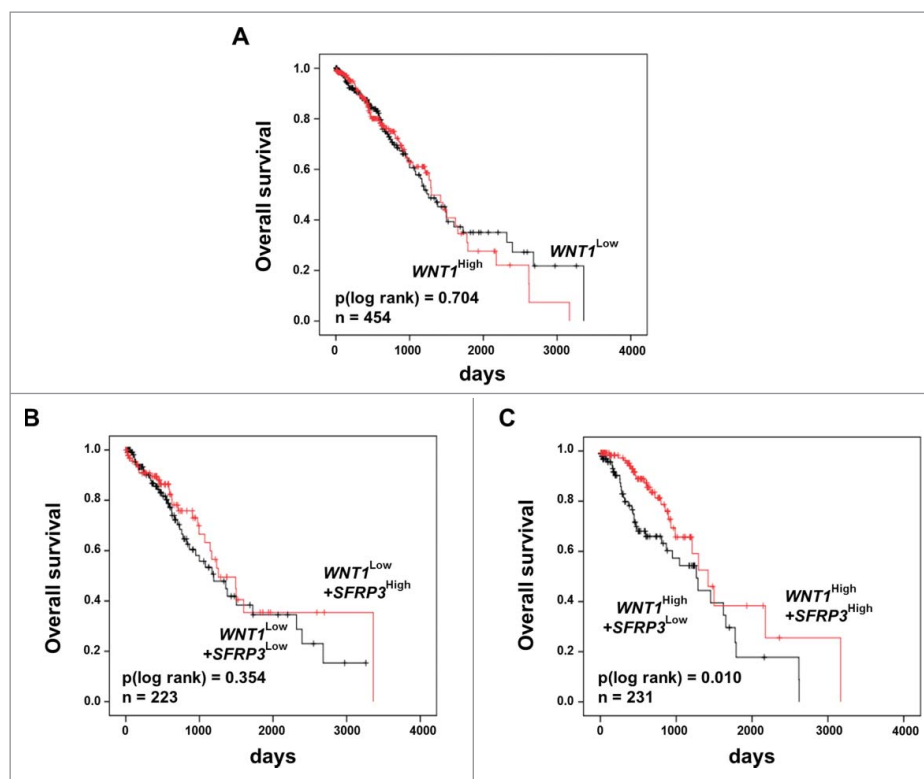 A
Overall survival
1.0
0.8
0.6
0.4
0.2
0.0
WNT1High
WNT1Low
p(log rank) = 0.704
n = 454
0 1000 2000 3000 4000
days
B
Overall survival
1.0
0.8
0.6
0.4
0.2
0.0
WNT1Low
+SFRP3High
WNT1Low
+SFRP3Low
p(log rank) = 0.354
n = 223
0 1000 2000 3000 4000
days
C
Overall survival
1.0
0.8
0.6
0.4
0.2
0.0
WNT1High
+SFRP3Low
WNT1High
+SFRP3High
p(log rank) = 0.010
n = 231
0 1000 2000 3000 4000
days